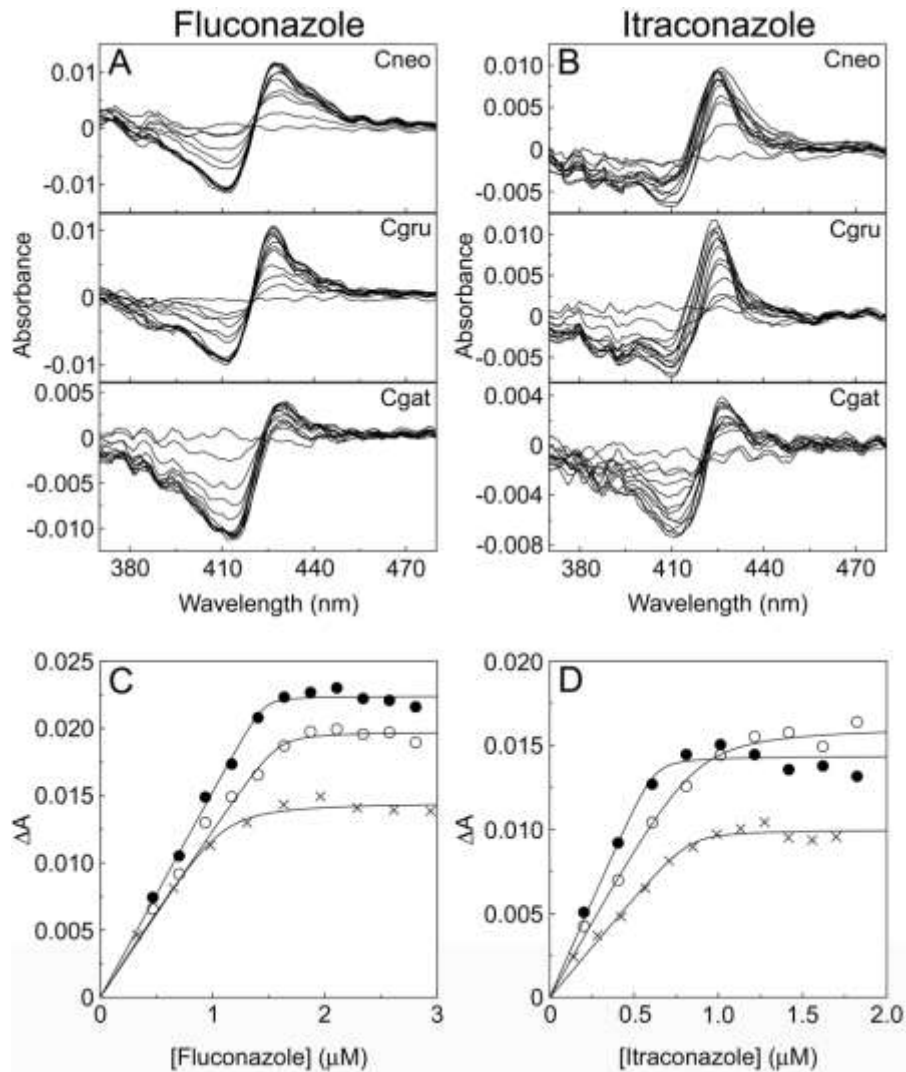 Fluconazole
Itraconazole
A
Cneo
0.01
0
-0.01
Cgru
0.01
0
-0.01
Cgat
0.005
0
-0.005
-0.010
Absorbance
380 410 440 470
Wavelength (nm)
B
Cneo
0.010
0.005
0
-0.005
Cgru
0.010
0.005
0
-0.005
Cgat
0.004
0
-0.004
-0.008
Absorbance
380 410 440 470
Wavelength (nm)
C
0.025
0.020
0.015
0.010
0.005
0
ΔA
0 1 2 3
[Fluconazole] (μM)
D
0.020
0.015
0.010
0.005
0
ΔA
0 0.5 1.0 1.5 2.0
[Itraconazole] (μM)